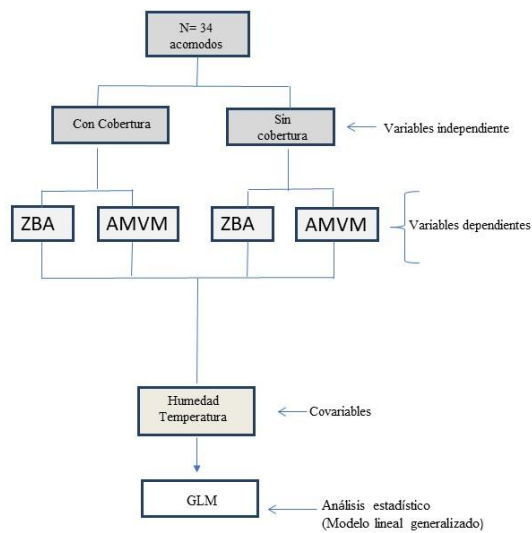 N= 34
acomodos
Con Cobertura
Sin
cobertura
Variables independiente
ZBA
AMVM
ZBA
AMVM
Variables dependientes
Humedad
Temperatura
Covariables
GLM
Análisis estadístico
(Modelo lineal generalizado)